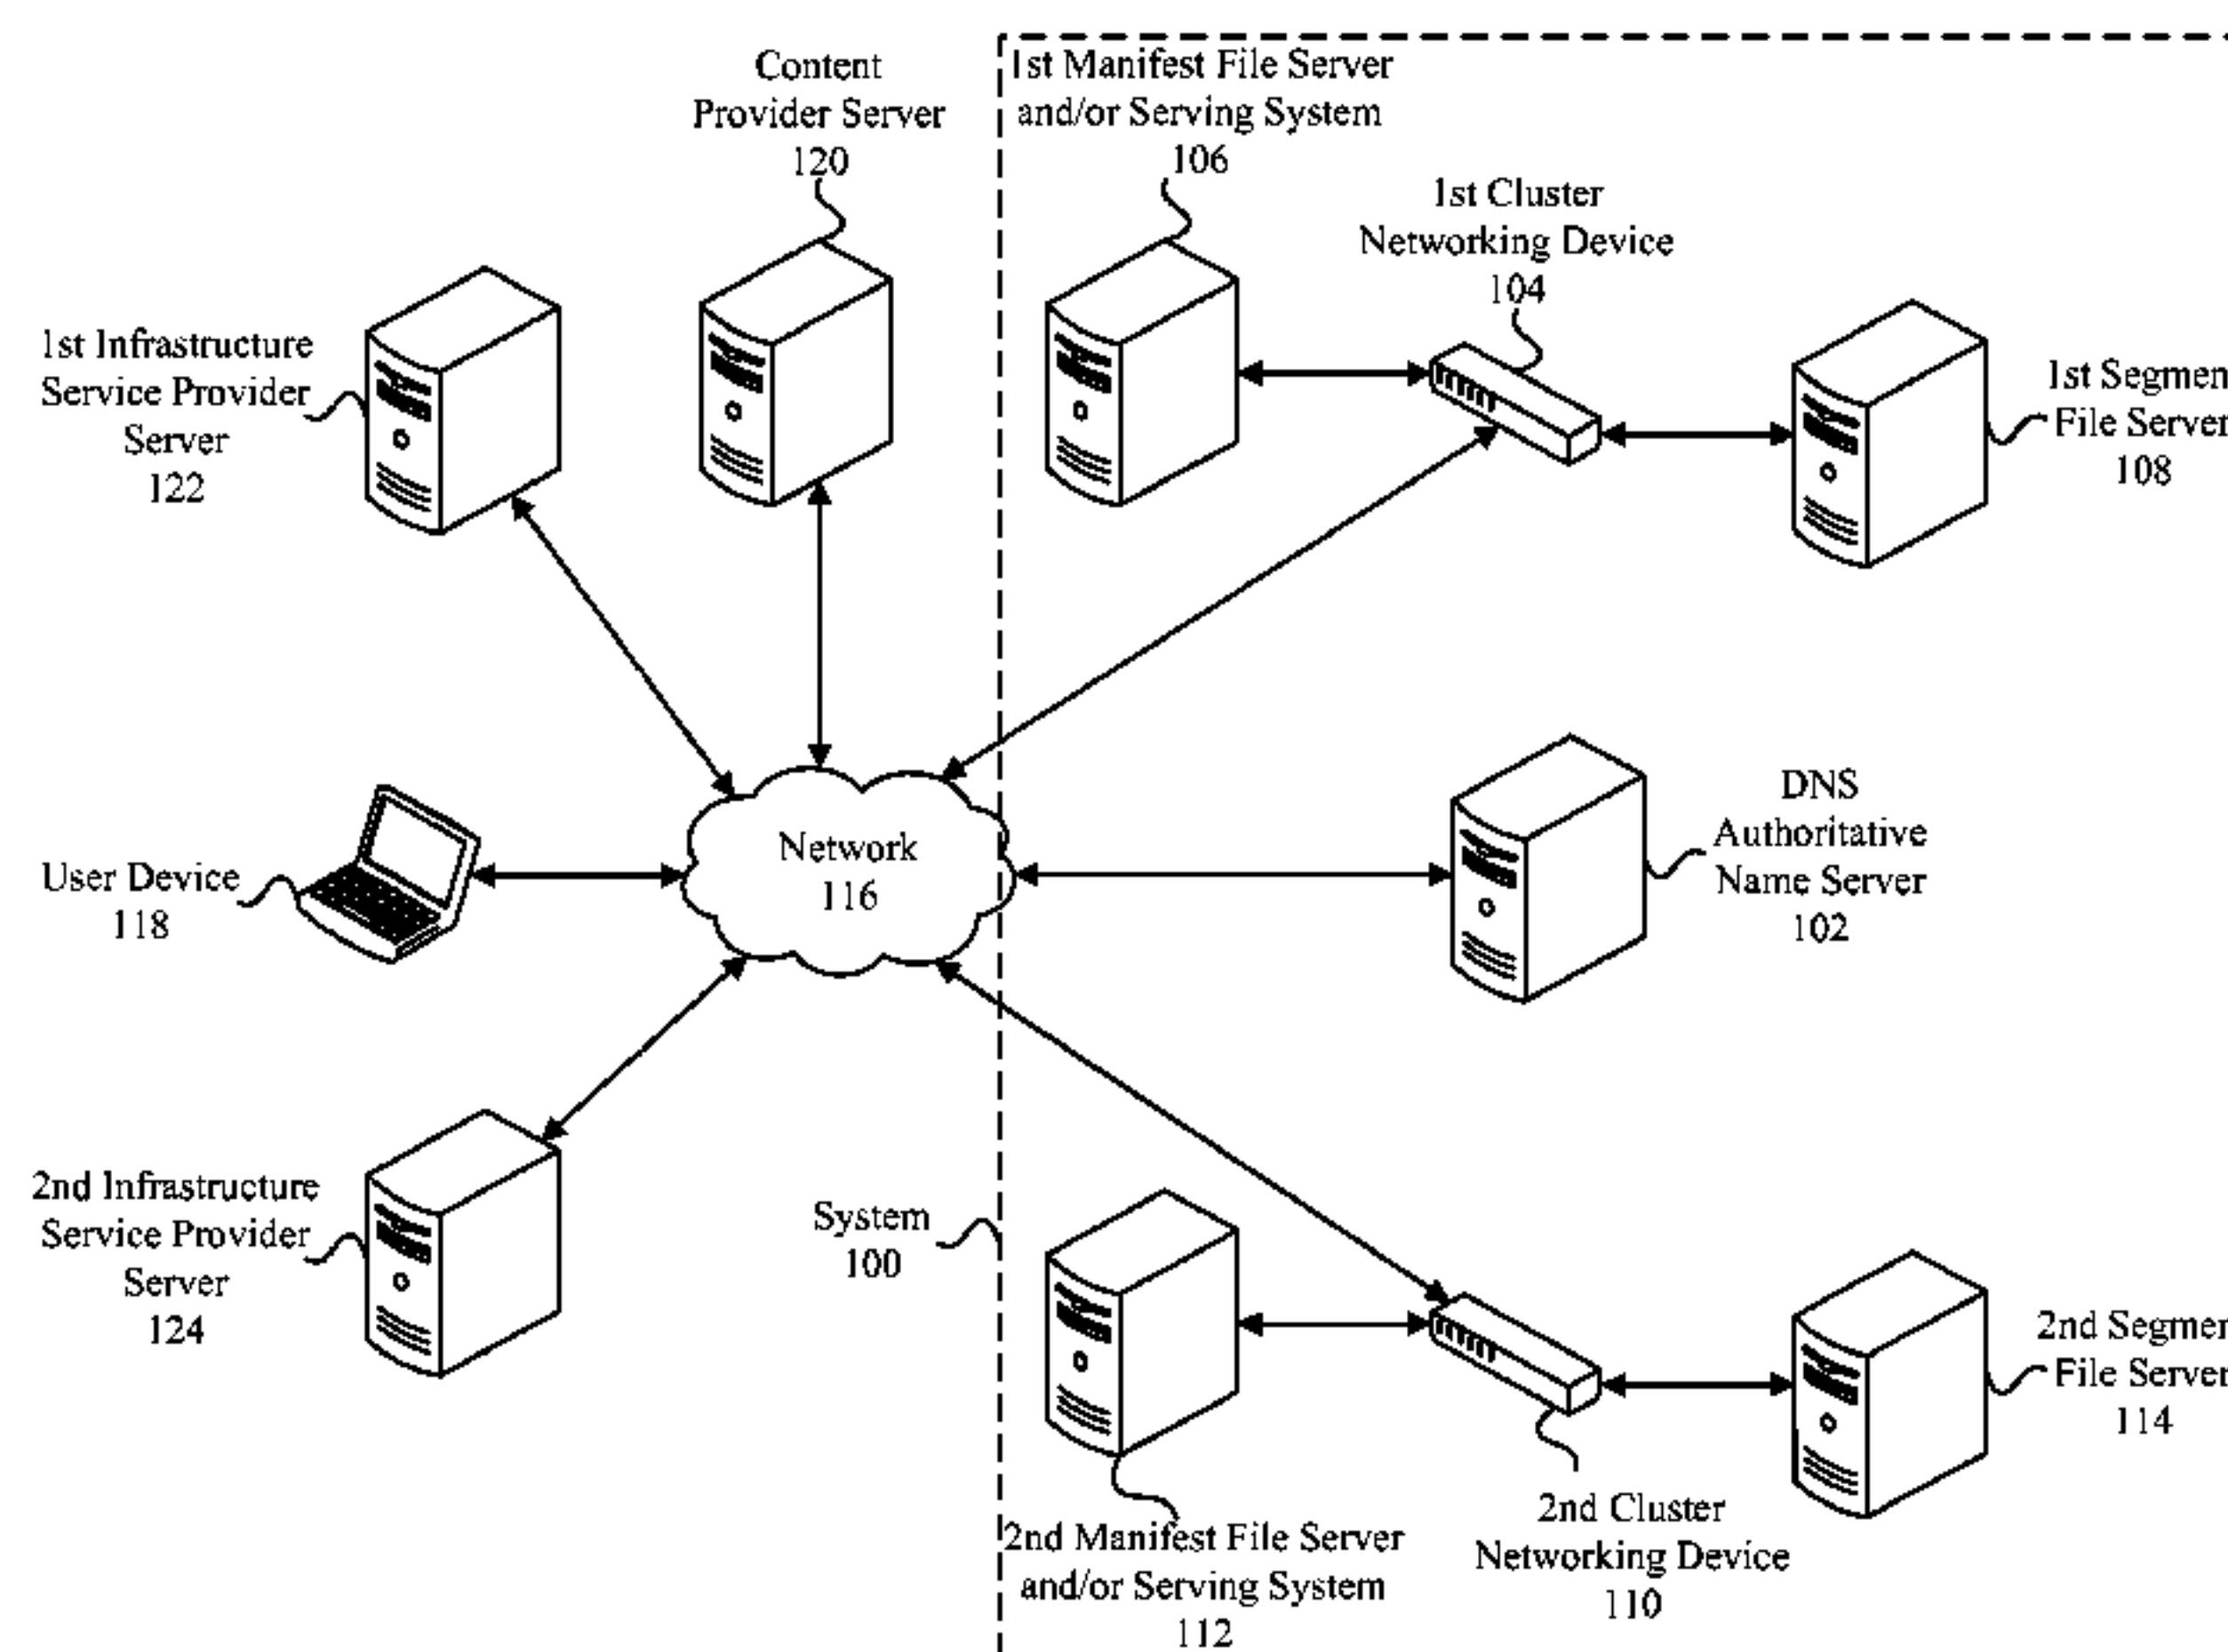 Content
Provider Server
120
1st Manifest File Server
and/or Serving System
106
1st Cluster
Networking Device
104
1st Infrastructure
Service Provider
Server
122
1st Segmen
File Server
108
DNS
Authoritative
Name Server
102
Network
116
User Device
118
2nd Infrastructure
Service Provider
Server
124
System
100
2nd Segmen
File Server
114
2nd Cluster
Networking Device
110
2nd Manifest File Server
and/or Serving System
112